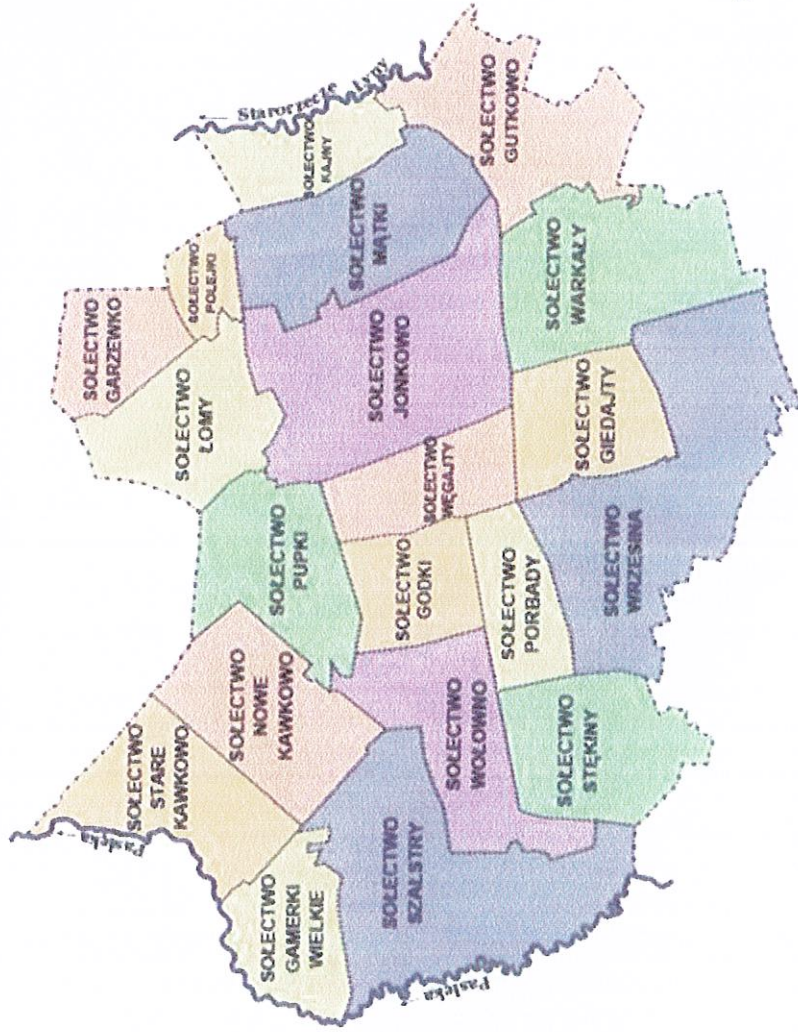 SOŁECTWO
GARZEWKO
SOŁECTWO
STARE
KAWKOWO
Pasłęka
SOŁECTWO
ŁOMY
SOŁECTWO
POLEJKI
Starorzecze Łyny
SOŁECTWO
NOWE
KAWKOWO
SOŁECTWO
PUPKI
SOŁECTWO
GAMERKI
WIELKIE
SOŁECTWO
KAJNY
SOŁECTWO
MĄTKI
SOŁECTWO
JONKOWO
SOŁECTWO
SZAŁSTRY
SOŁECTWO
GODKI
SOŁECTWO
WĘGAJTY
Pasłęka
SOŁECTWO
WOŁOWNO
SOŁECTWO
GUTKOWO
SOŁECTWO
PORBADY
SOŁECTWO
STĘKINY
SOŁECTWO
GIEDAJTY
SOŁECTWO
WARKAŁY
SOŁECTWO
WRZESINA